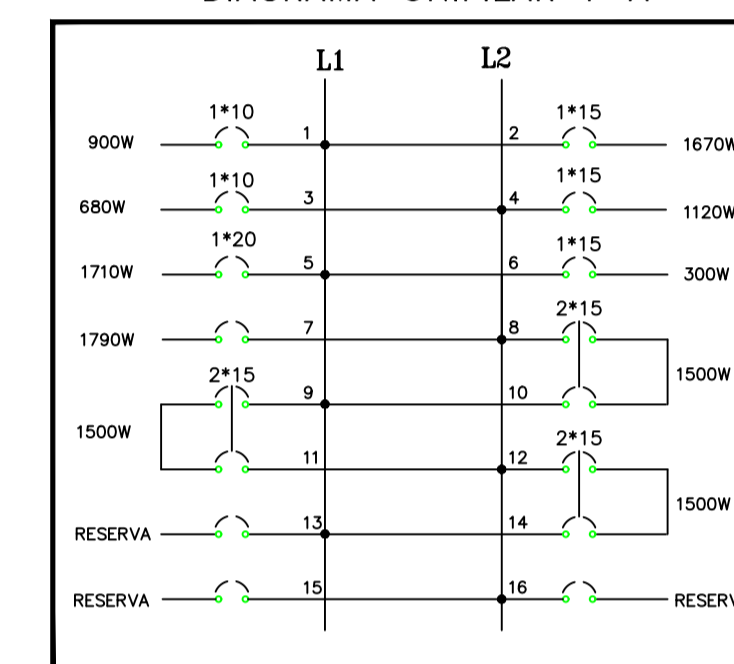 L1 L2
1*10 1*15
900W 1 2 1670W
1*10 1*15
680W 3 4 1120W
1*20 1*15
1710W 5 6 300W
2*15
1790W 7 8
2*15 1500W
9 10
1500W 2*15
11 12
1500W
RESERVA 13 14
RESERVA 15 16